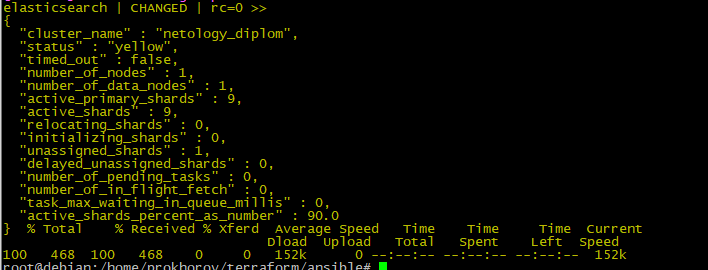 elasticsearch | CHANGED | rc=0 >>
{
  "cluster_name" : "netology_diplom",
  "status" : "yellow",
  "timed_out" : false,
  "number_of_nodes" : 1,
  "number_of_data_nodes" : 1,
  "active_primary_shards" : 9,
  "active_shards" : 9,
  "relocating_shards" : 0,
  "initializing_shards" : 0,
  "unassigned_shards" : 1,
  "delayed_unassigned_shards" : 0,
  "number_of_pending_tasks" : 0,
  "number_of_in_flight_fetch" : 0,
  "task_max_waiting_in_queue_millis" : 0,
  "active_shards_percent_as_number" : 90.0
}  % Total    % Received % Xferd  Average Speed   Time    Time     Time  Current
                                 Dload  Upload   Total   Spent    Left  Speed
100   468  100   468    0     0   152k      0 --:--:-- --:--:-- --:--:--  152k
root@debian:/home/prokhorov/terraform/ansible#